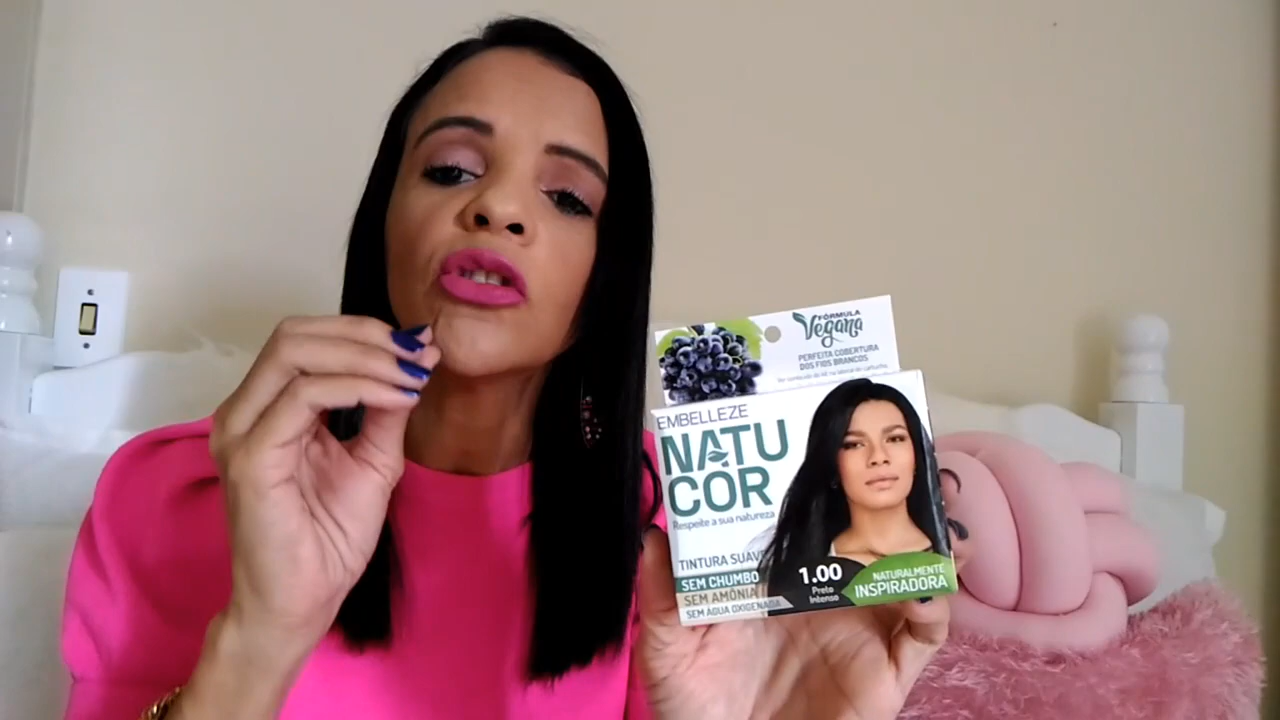 FÓRMULA
Vegana
PERFEITA COBERTURA
DOS FIOS BRANCOS
EMBELLEZE
NATU
CÔR
Respeite a sua natureza
TINTURA SUAVE
SEM CHUMBO
SEM AMÔNIA
SEM ÁGUA OXIGENADA
1.00
Preto
Intenso
NATURALMENTE
INSPIRADORA